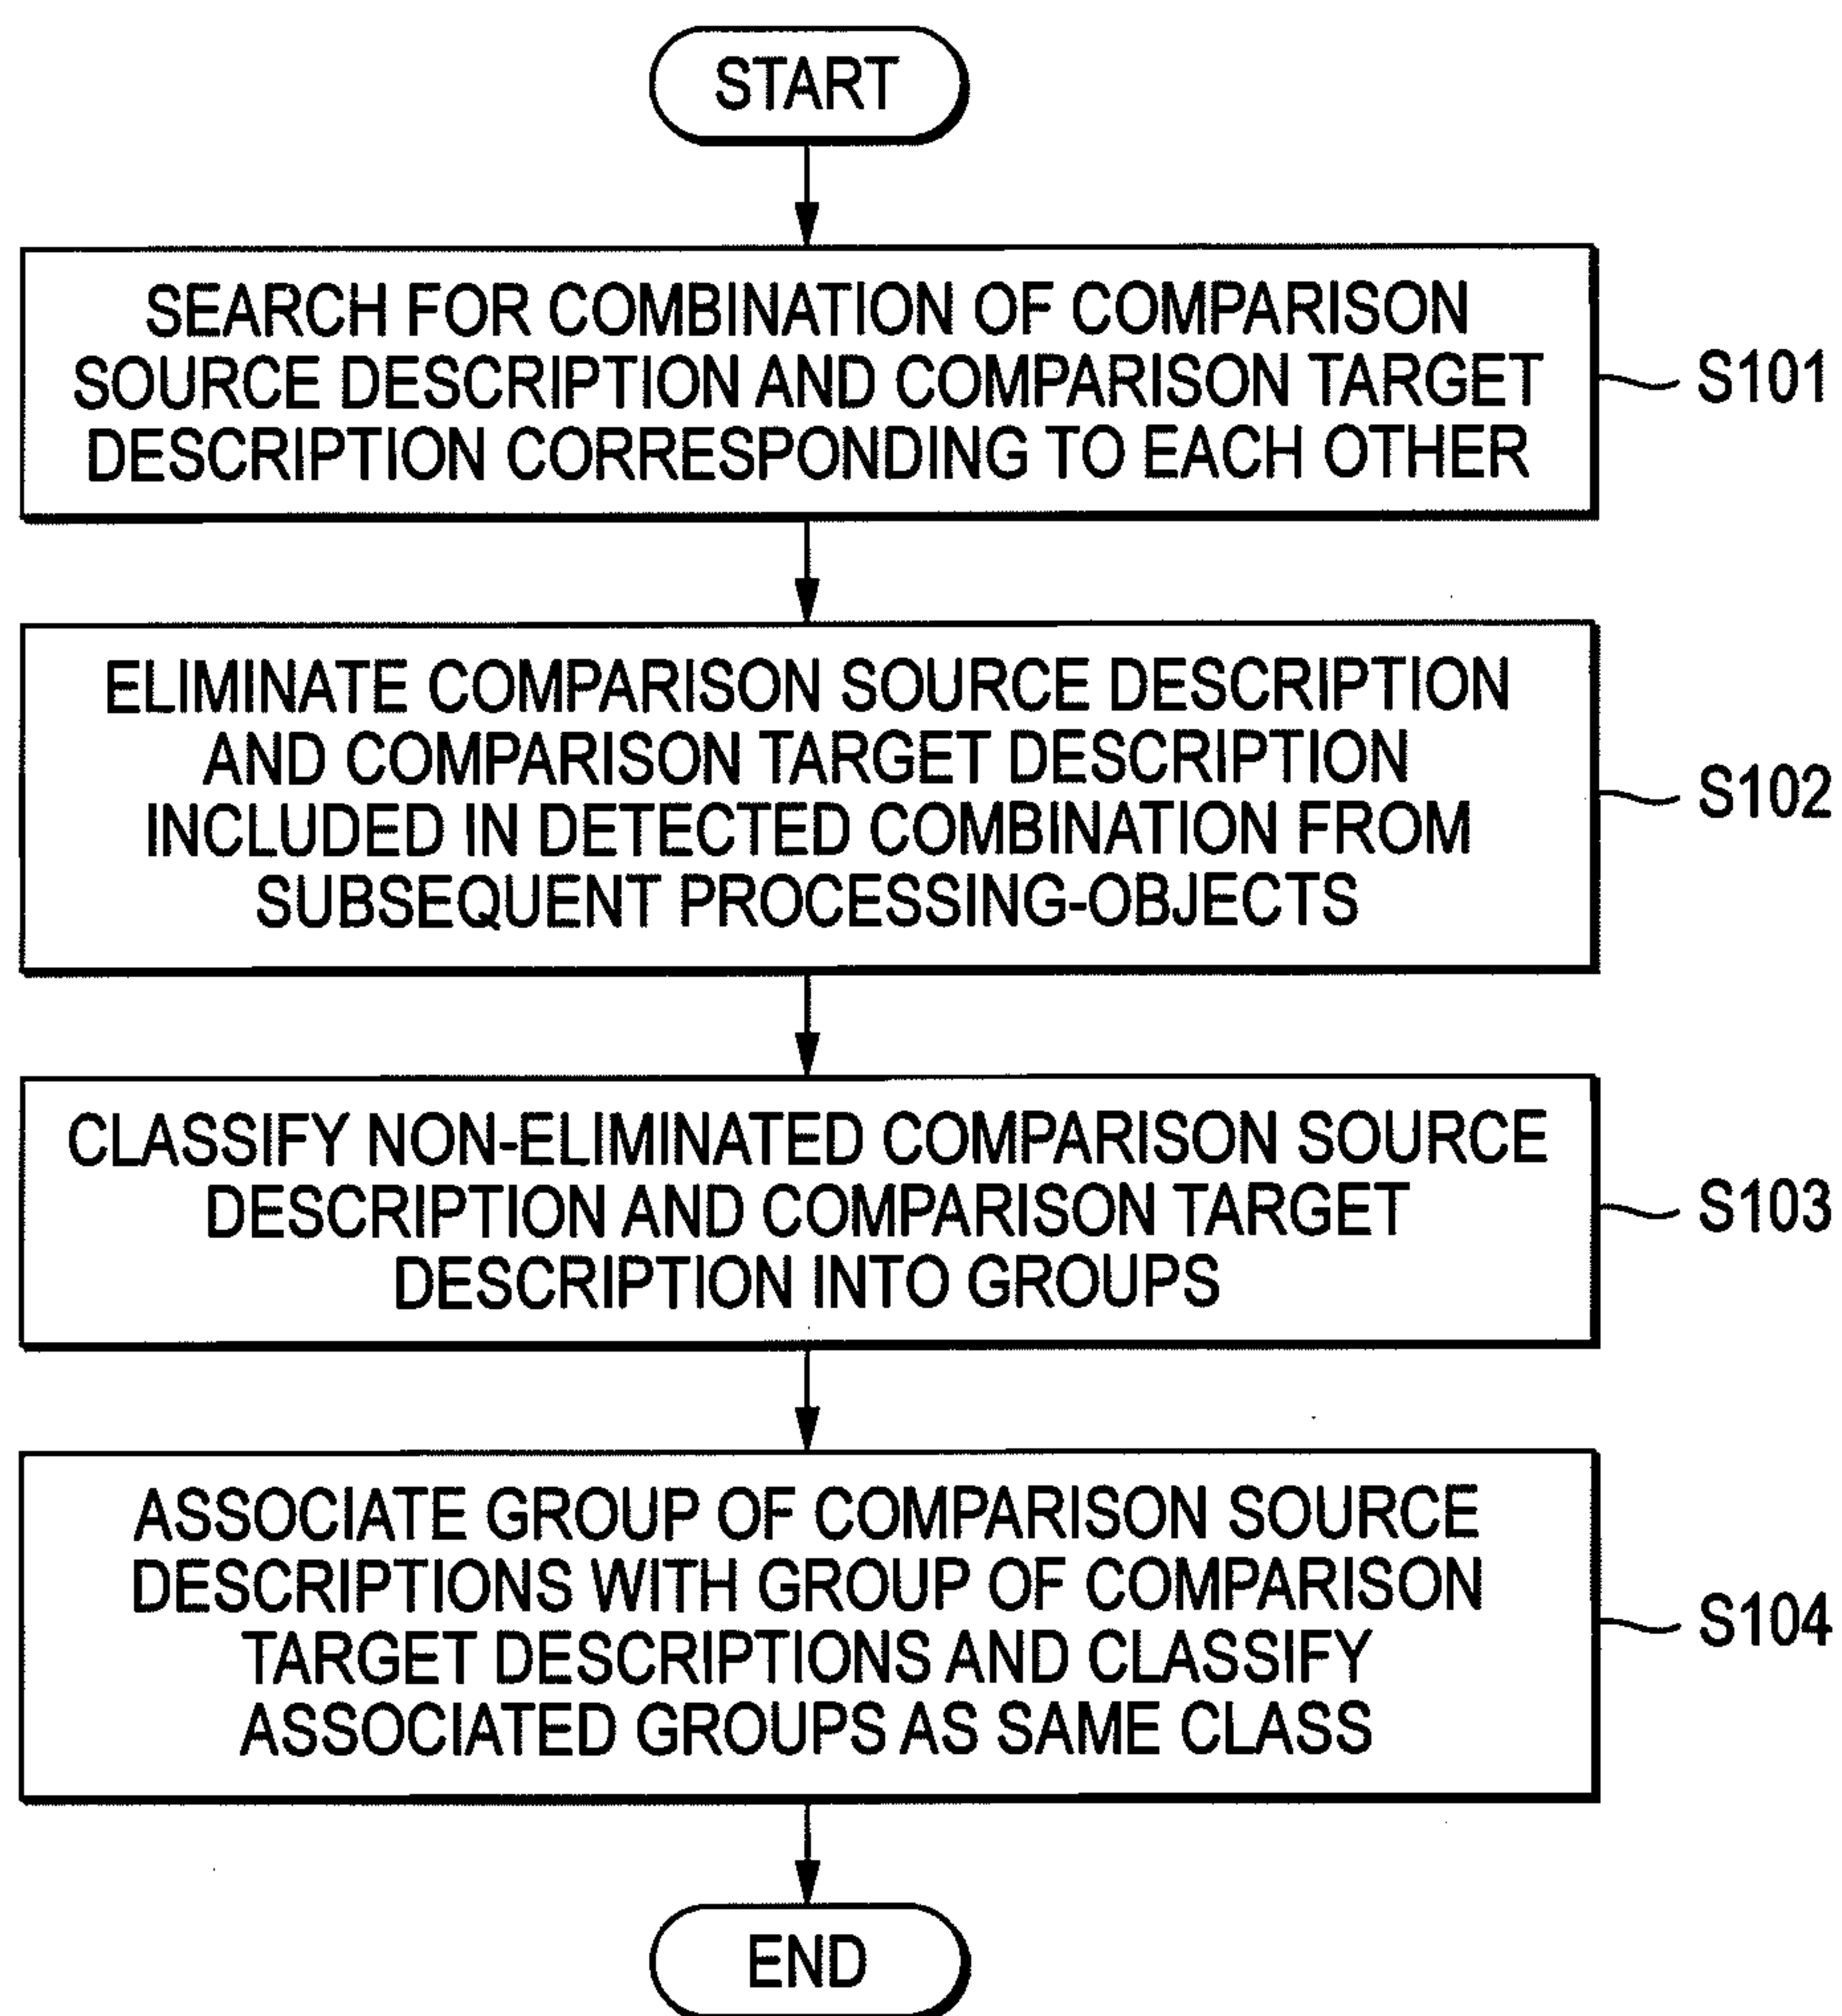 START
SEARCH FOR COMBINATION OF COMPARISON
SOURCE DESCRIPTION AND COMPARISON TARGET
DESCRIPTION CORRESPONDING TO EACH OTHER
S101
ELIMINATE COMPARISON SOURCE DESCRIPTION
AND COMPARISON TARGET DESCRIPTION
INCLUDED IN DETECTED COMBINATION FROM
SUBSEQUENT PROCESSING-OBJECTS
S102
CLASSIFY NON-ELIMINATED COMPARISON SOURCE
DESCRIPTION AND COMPARISON TARGET
DESCRIPTION INTO GROUPS
S103
ASSOCIATE GROUP OF COMPARISON SOURCE
DESCRIPTIONS WITH GROUP OF COMPARISON
TARGET DESCRIPTIONS AND CLASSIFY
ASSOCIATED GROUPS AS SAME CLASS
S104
END